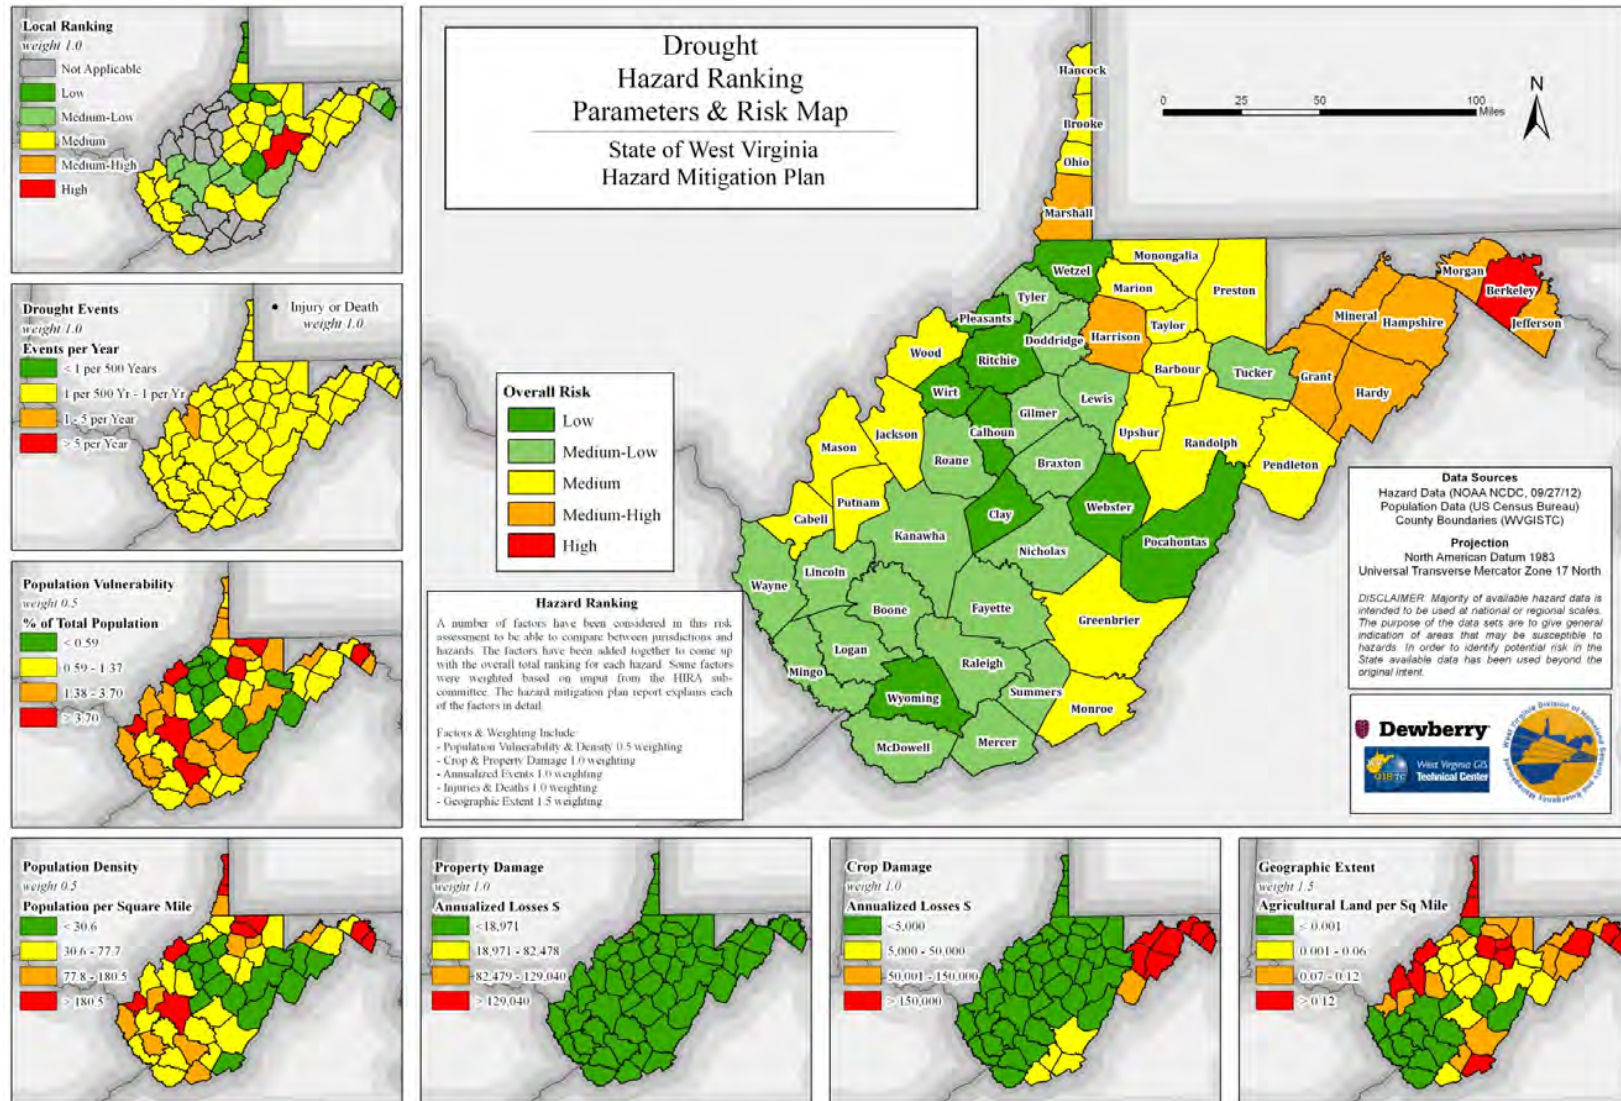 Local Ranking
weight 1.0
Not Applicable
Low
Medium-Low
Medium
Medium-High
High
Drought Events
weight 1.0
Events per Year
< 1 per 500 Years
1 per 500 Yr - 1 per Yr
1 - 5 per Year
> 5 per Year
Injury or Death
weight 1.0
Population Vulnerability
weight 0.5
% of Total Population
< 0.59
0.59 - 1.37
1.38 - 3.70
> 3.70
Population Density
weight 0.5
Population per Square Mile
< 30.6
30.6 - 77.7
77.8 - 180.5
> 180.5
Drought
Hazard Ranking
Parameters & Risk Map
State of West Virginia
Hazard Mitigation Plan
0 25 50 100
Miles
N
Hancock
Brooke
Ohio
Marshall
Wetzel
Monongalia
Marion
Preston
Morgan
Berkeley
Jefferson
Mineral
Hampshire
Tyler
Pleasants
Doddridge
Harrison
Taylor
Wood
Ritchie
Barbour
Tucker
Grant
Hardy
Wirt
Gilmer
Lewis
Calhoun
Upshur
Randolph
Pendleton
Mason
Jackson
Roane
Braxton
Putnam
Cabell
Clay
Webster
Kanawha
Nicholas
Pocahontas
Wayne
Lincoln
Boone
Fayette
Greenbrier
Logan
Mingo
Raleigh
Wyoming
Summers
Monroe
McDowell
Mercer
Overall Risk
Low
Medium-Low
Medium
Medium-High
High
Hazard Ranking
A number of factors have been considered in this risk
assessment to be able to compare between jurisdictions and
hazards. The factors have been added together to come up
with the overall total ranking for each hazard. Some factors
were weighted based on imput from the HIRA sub-
committee. The hazard mitigation plan report explains each
of the factors in detail.
Factors & Weighting Include
- Population Vulnerability & Density 0.5 weighting
- Crop & Property Damage 1.0 weighting
- Annualized Events 1.0 weighting
- Injuries & Deaths 1.0 weighting
- Geographic Extent 1.5 weighting
Data Sources
Hazard Data (NOAA NCDC, 09/27/12)
Population Data (US Census Bureau)
County Boundaries (WVGISTC)
Projection
North American Datum 1983
Universal Transverse Mercator Zone 17 North
DISCLAIMER: Majority of available hazard data is
intended to be used at national or regional scales.
The purpose of the data sets are to give general
indication of areas that may be susceptible to
hazards. In order to identify potential risk in the
State available data has been used beyond the
original intent.
Dewberry
West Virginia GIS
Technical Center
West Virginia Division of Homeland Security
and Emergency Management
Property Damage
weight 1.0
Annualized Losses $
<18,971
18,971 - 82,478
82,479 - 129,040
> 129,040
Crop Damage
weight 1.0
Annualized Losses $
<5,000
5,000 - 50,000
50,001 - 150,000
> 150,000
Geographic Extent
weight 1.5
Agricultural Land per Sq Mile
< 0.001
0.001 - 0.06
0.07 - 0.12
> 0.12